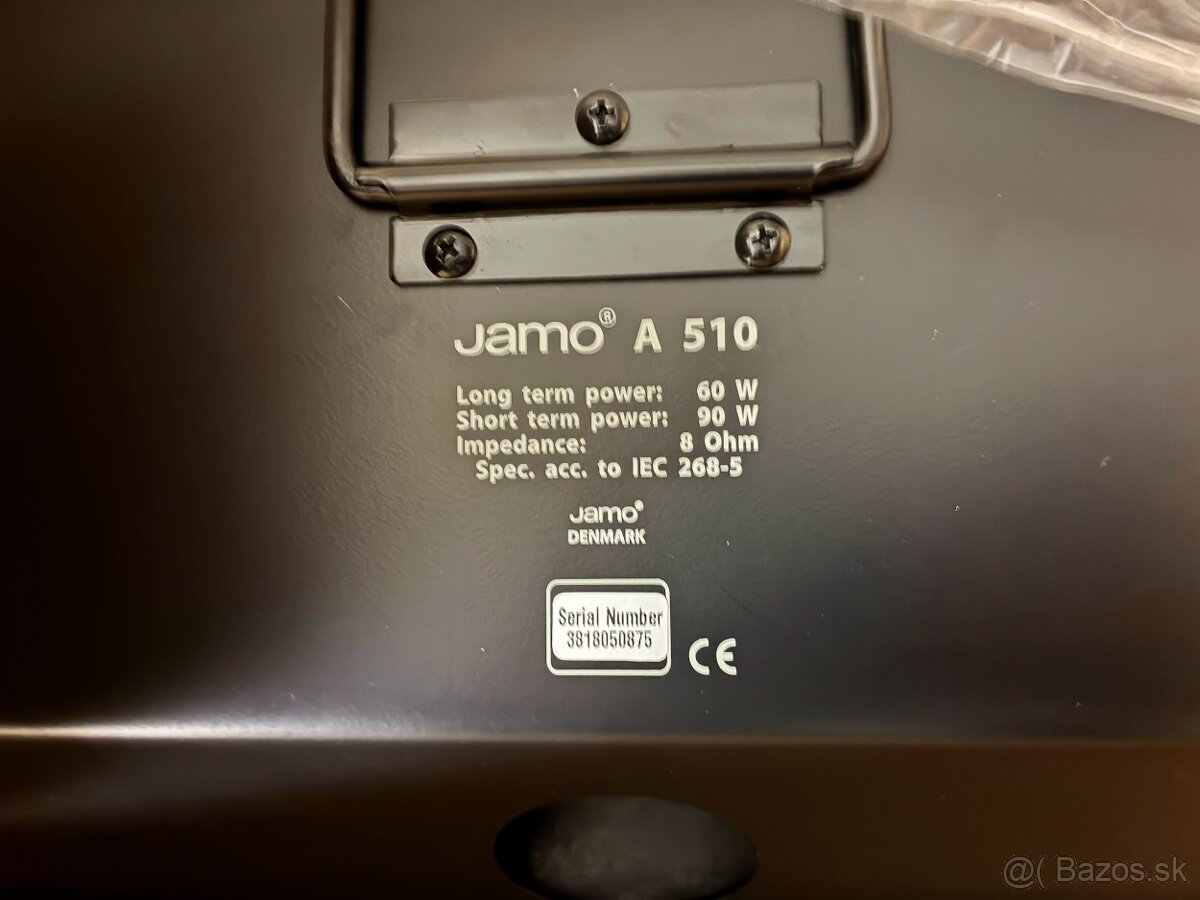 Jamo® A 510
Long term power: 60 W
Short term power: 90 W
Impedance: 8 Ohm
Spec. acc. to IEC 268-5
Jamo®
DENMARK
Serial Number
3818050875
CE
@( Bazos.sk